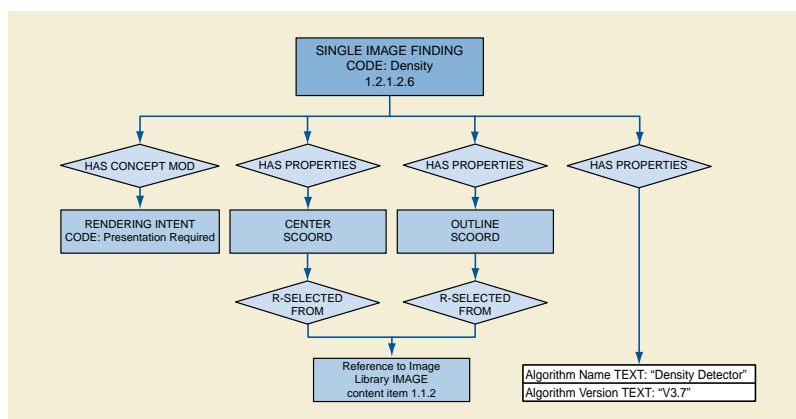 SINGLE IMAGE FINDING
CODE: Density
1.2.1.2.6
HAS CONCEPT MOD
HAS PROPERTIES
HAS PROPERTIES
HAS PROPERTIES
RENDERING INTENT
CODE: Presentation Required
CENTER
SCOORD
OUTLINE
SCOORD
R-SELECTED
FROM
R-SELECTED
FROM
Reference to Image
Library IMAGE
content item 1.1.2
Algorithm Name TEXT: “Density Detector”
Algorithm Version TEXT: “V3.7”